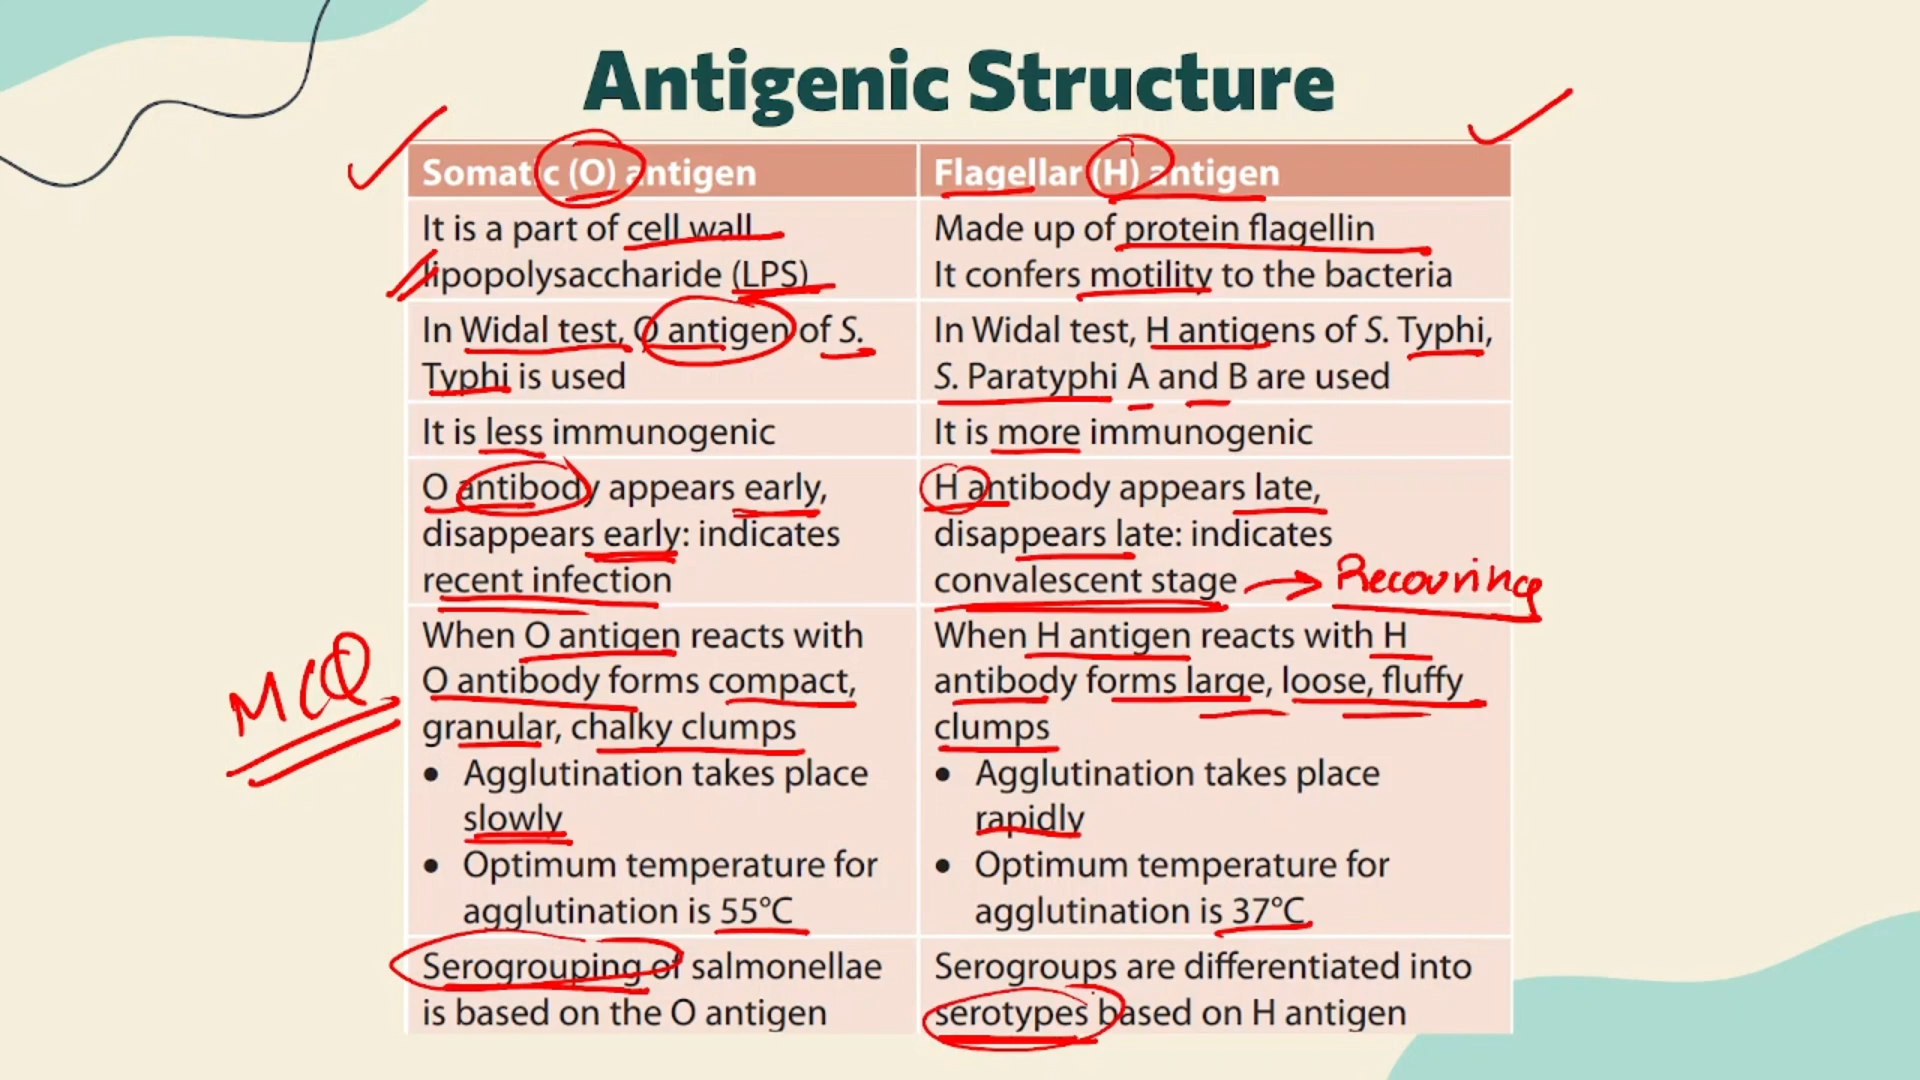 Antigenic Structure
Somatic (O) antigen
Flagellar (H) antigen
It is a part of cell wall
lipopolysaccharide (LPS)
Made up of protein flagellin
It confers motility to the bacteria
In Widal test, O antigen of S.
Typhi is used
In Widal test, H antigens of S. Typhi,
S. Paratyphi A and B are used
It is less immunogenic
It is more immunogenic
O antibody appears early,
disappears early: indicates
recent infection
H antibody appears late,
disappears late: indicates
convalescent stage
Recovring
MCQ
When O antigen reacts with
O antibody forms compact,
granular, chalky clumps
• Agglutination takes place
slowly
• Optimum temperature for
agglutination is 55°C
When H antigen reacts with H
antibody forms large, loose, fluffy
clumps
• Agglutination takes place
rapidly
• Optimum temperature for
agglutination is 37°C
Serogrouping of salmonellae
is based on the O antigen
Serogroups are differentiated into
serotypes based on H antigen